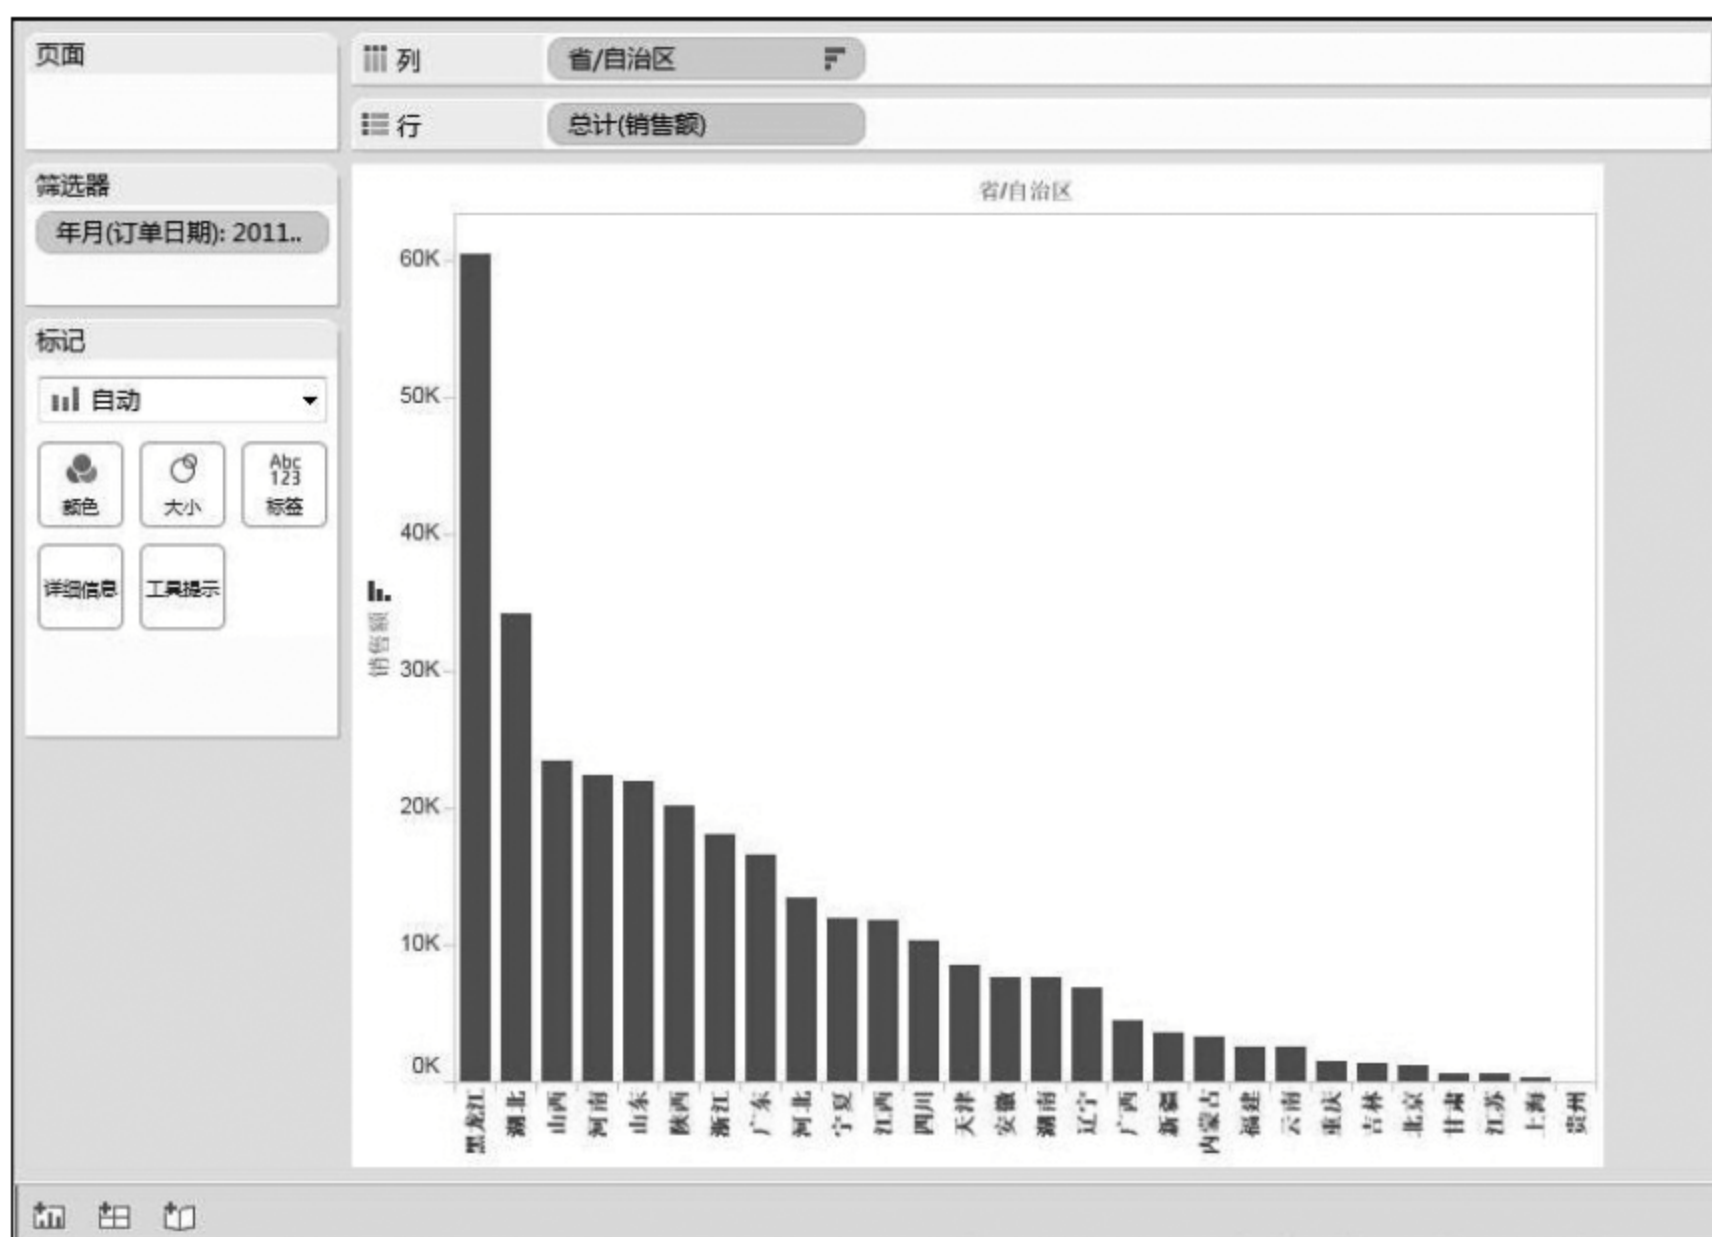 页面
列
省/自治区
行
总计(销售额)
筛选器
年月(订单日期): 2011..
标记
自动
颜色
大小
Abc
123
标签
详细信息
工具提示
省/自治区
60K
50K
40K
30K
20K
10K
0K
销售额
黑龙江
湖北
山西
河南
山东
陕西
浙江
广东
河北
宁夏
江西
四川
天津
安徽
湖南
辽宁
广西
新疆
内蒙古
福建
云南
重庆
吉林
北京
甘肃
江苏
上海
贵州